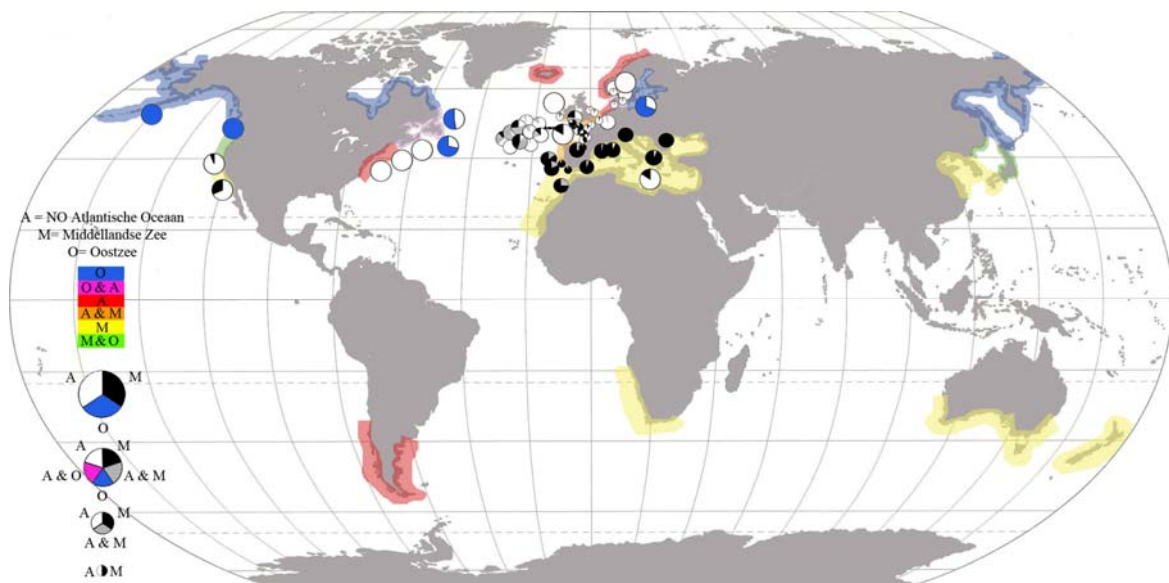 A = NO Atlantische Oceaan
M= Middellandse Zee
O= Oostzee
O
O & A
A
A & M
M
M & O
A M
O
A M
A & O A & M
O
A M
A & M
A M